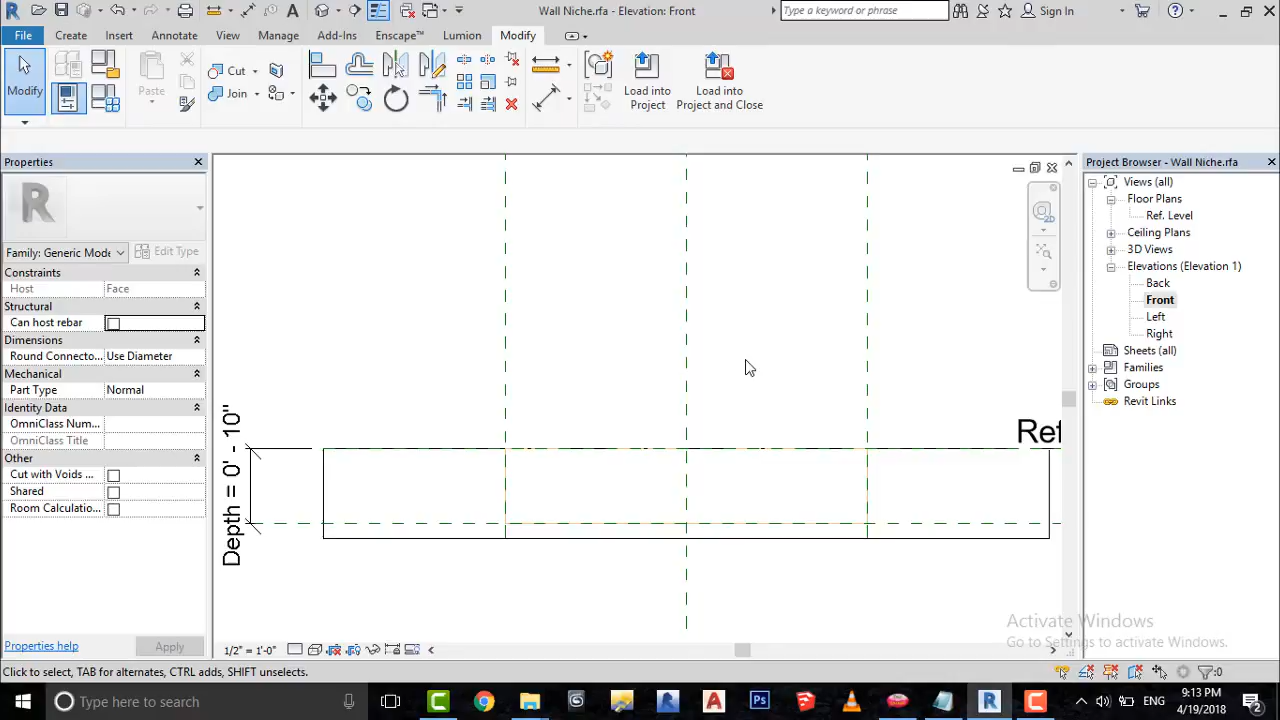 Wall Niche.rfa - Elevation: Front
Type a keyword or phrase
Sign In
File Create Insert Annotate View Manage Add-Ins Enscape™ Lumion Modify
Modify
Paste
Cut
Join
Load into
Project
Load into
Project and Close
Properties
Family: Generic Mode
Edit Type
Constraints
Host Face
Structural
Can host rebar
Dimensions
Round Connecto... Use Diameter
Mechanical
Part Type Normal
Identity Data
OmniClass Num...
OmniClass Title
Other
Cut with Voids ...
Shared
Room Calculatio...
Properties help
Apply
Depth = 0' - 10"
Ref
2D
Project Browser - Wall Niche.rfa
Views (all)
Floor Plans
Ref. Level
Ceiling Plans
3D Views
Elevations (Elevation 1)
Back
Front
Left
Right
Sheets (all)
Families
Groups
Revit Links
Activate Windows
Go to Settings to activate Windows.
1/2" = 1'-0"
Click to select, TAB for alternates, CTRL adds, SHIFT unselects.
:0
Type here to search
ENG
9:13 PM
4/19/2018
2